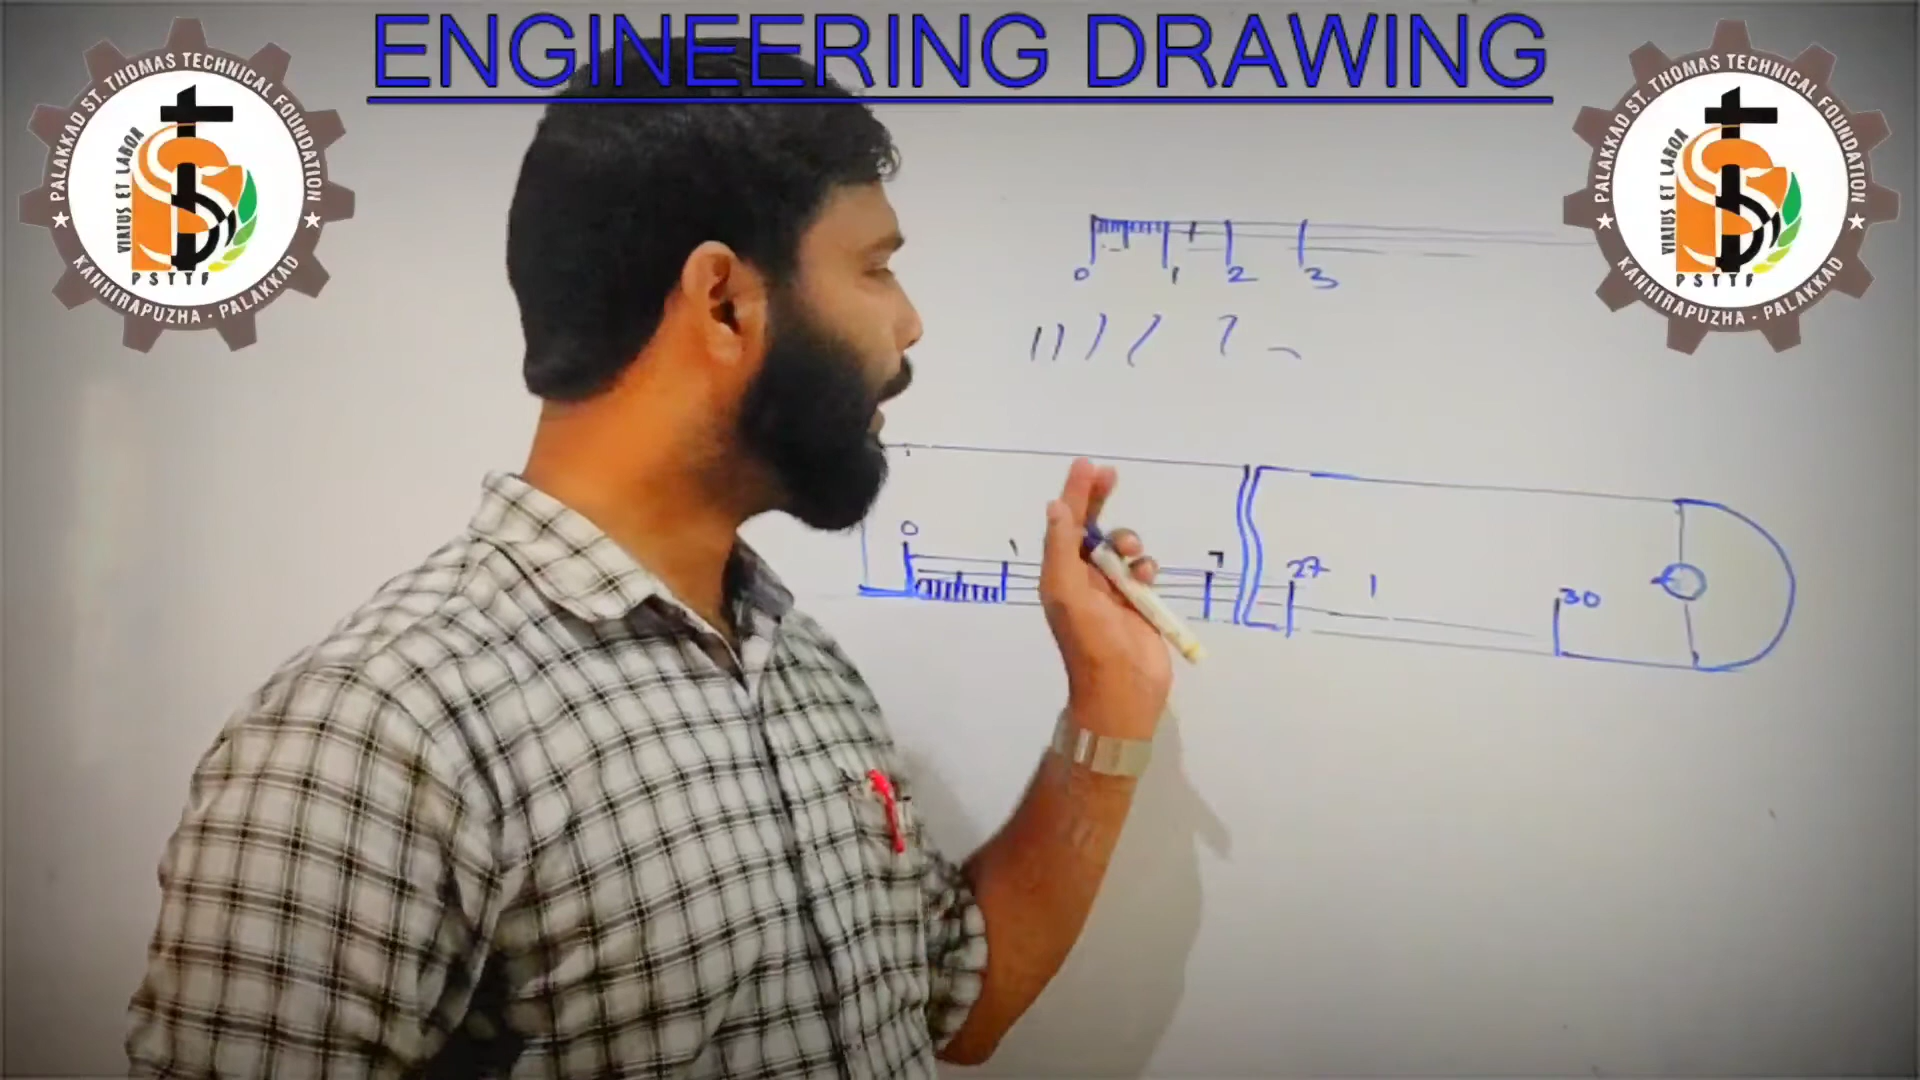 ENGINEERING DRAWING
PALAKKAD ST. THOMAS TECHNICAL FOUNDATION
VIRTUS ET LABOR
PSTTF
KANHIRAPUZHA - PALAKKAD
PALAKKAD ST. THOMAS TECHNICAL FOUNDATION
VIRTUS ET LABOR
PSTTF
KANHIRAPUZHA - PALAKKAD
0 1 2 3
0 1 7 27 30